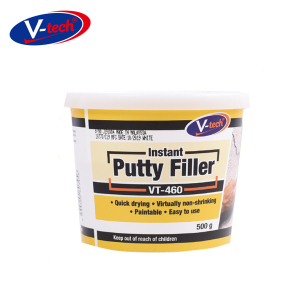 V-tech®
V-tech®
Instant
Putty Filler
VT-460
• Quick drying • Virtually non-shrinking
• Paintable • Easy to use
500 g
Keep out of reach of children